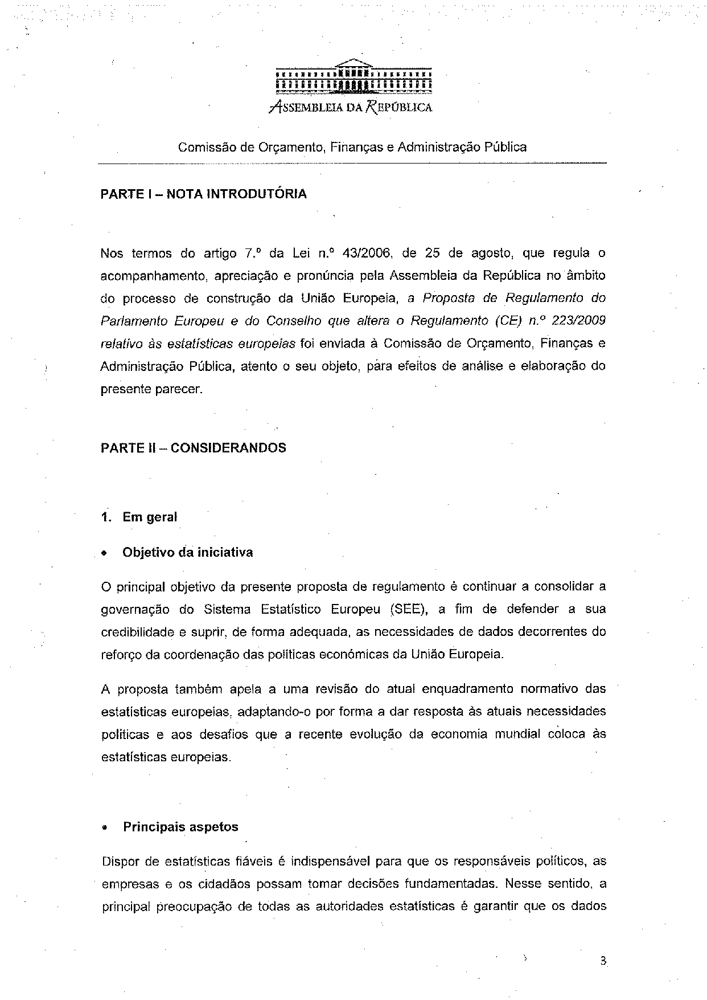 ASSEMBLEIA DA REPÚBLICA
Comissão de Orçamento, Finanças e Administração Pública
PARTE I – NOTA INTRODUTÓRIA
Nos termos do artigo 7.º da Lei n.º 43/2006, de 25 de agosto, que regula o
acompanhamento, apreciação e pronúncia pela Assembleia da República no âmbito
do processo de construção da União Europeia, a Proposta de Regulamento do
Parlamento Europeu e do Conselho que altera o Regulamento (CE) n.º 223/2009
relativo às estatísticas europeias foi enviada à Comissão de Orçamento, Finanças e
Administração Pública, atento o seu objeto, para efeitos de análise e elaboração do
presente parecer.
PARTE II – CONSIDERANDOS
1. Em geral
• Objetivo da iniciativa
O principal objetivo da presente proposta de regulamento é continuar a consolidar a
governação do Sistema Estatístico Europeu (SEE), a fim de defender a sua
credibilidade e suprir, de forma adequada, as necessidades de dados decorrentes do
reforço da coordenação das políticas económicas da União Europeia.
A proposta também apela a uma revisão do atual enquadramento normativo das
estatísticas europeias, adaptando-o por forma a dar resposta às atuais necessidades
políticas e aos desafios que a recente evolução da economia mundial coloca às
estatísticas europeias.
• Principais aspetos
Dispor de estatísticas fiáveis é indispensável para que os responsáveis políticos, as
empresas e os cidadãos possam tomar decisões fundamentadas. Nesse sentido, a
principal preocupação de todas as autoridades estatísticas é garantir que os dados
3